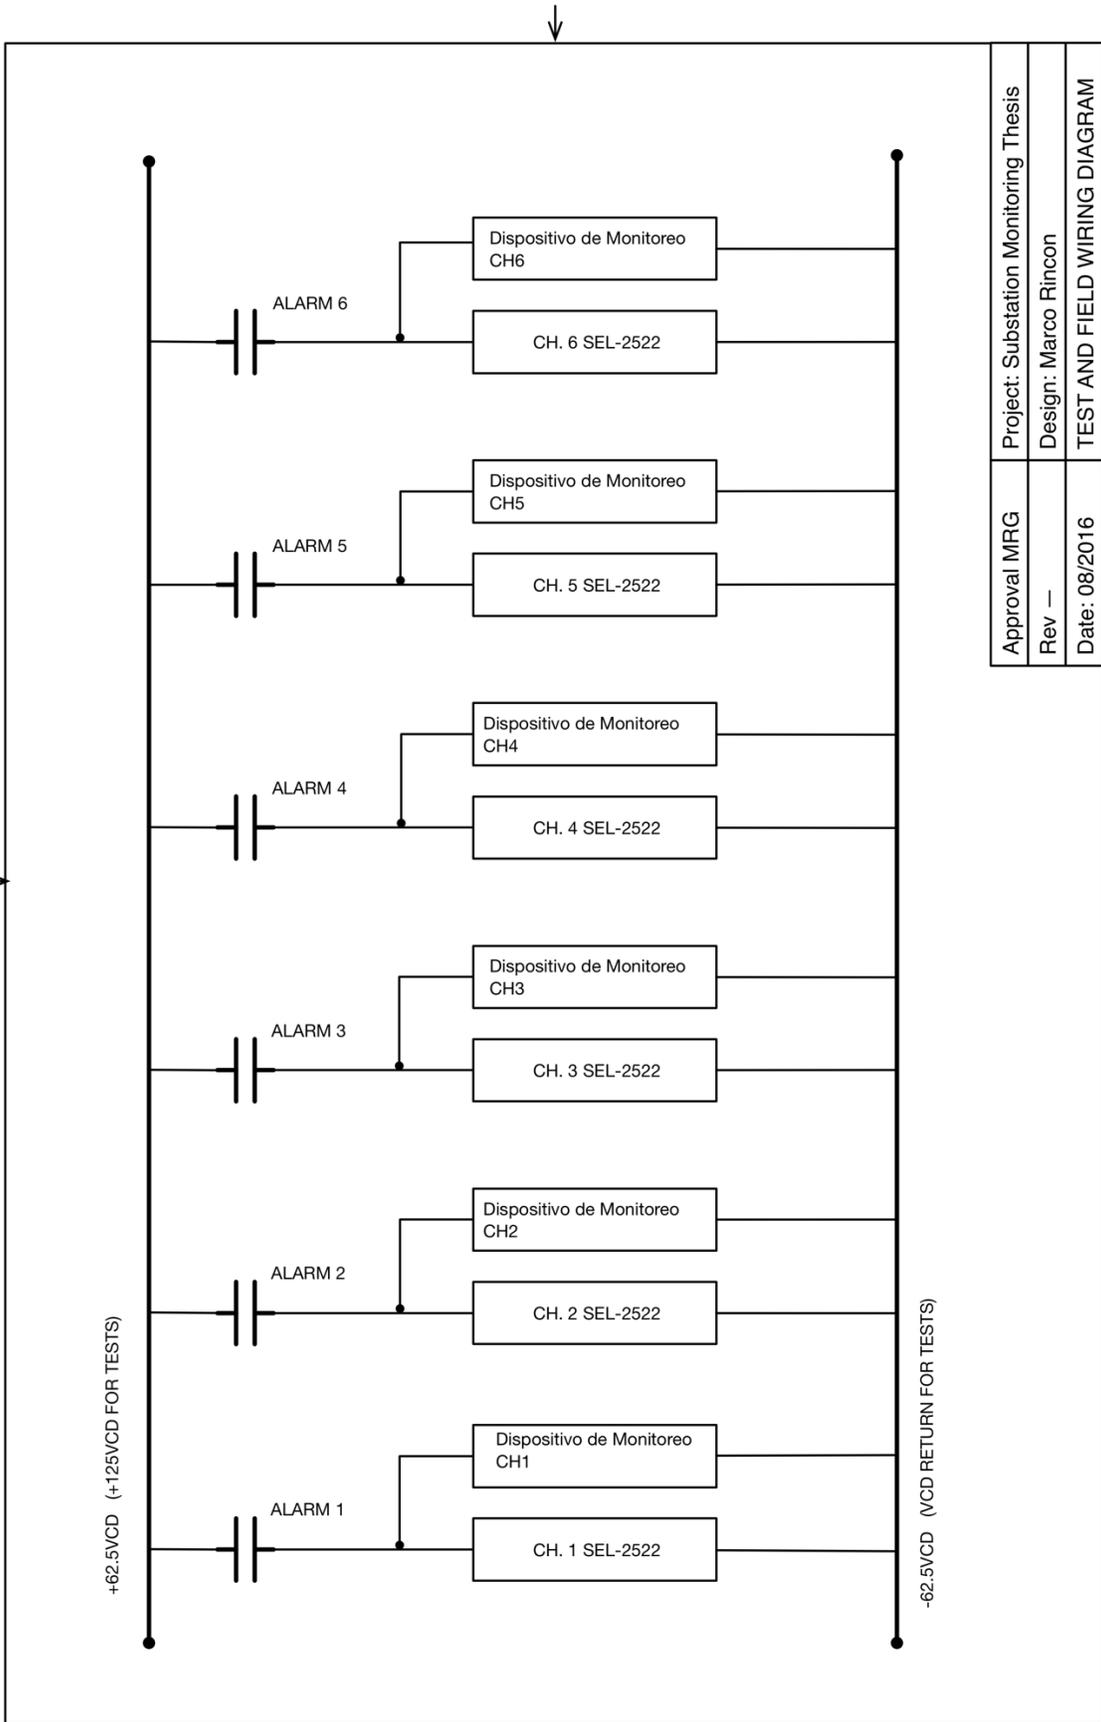 Dispositivo de Monitoreo
CH6
ALARM 6
CH. 6 SEL-2522
Dispositivo de Monitoreo
CH5
ALARM 5
CH. 5 SEL-2522
Dispositivo de Monitoreo
CH4
ALARM 4
CH. 4 SEL-2522
Dispositivo de Monitoreo
CH3
ALARM 3
CH. 3 SEL-2522
Dispositivo de Monitoreo
CH2
ALARM 2
CH. 2 SEL-2522
Dispositivo de Monitoreo
CH1
ALARM 1
CH. 1 SEL-2522
+62.5VCD (+125VCD FOR TESTS)
-62.5VCD (VCD RETURN FOR TESTS)
Approval MRG
Project: Substation Monitoring Thesis
Rev —
Design: Marco Rincon
Date: 08/2016
TEST AND FIELD WIRING DIAGRAM